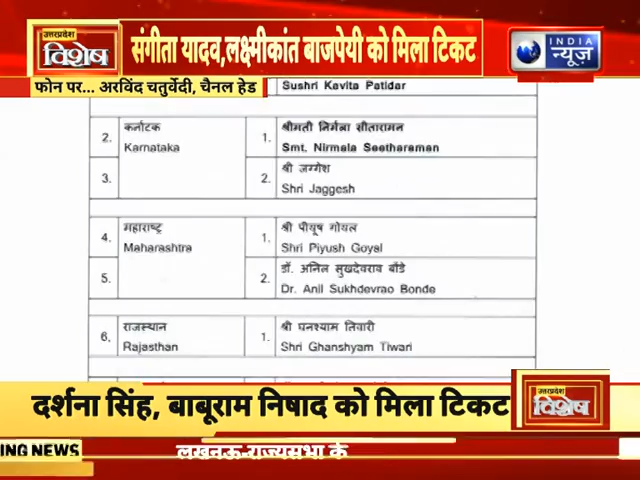 उत्तरप्रदेश
विशेष
संगीता यादव,लक्ष्मीकांत बाजपेयी को मिला टिकट
INDIA
न्यूज़
फोन पर... अरविंद चतुर्वेदी, चैनल हेड
Sushri Kavita Patidar
2. कर्नाटक 1. श्रीमती निर्मला सीतारामन
Karnataka Smt. Nirmala Seetharaman
3. 2. श्री जग्गेश
Shri Jaggesh
4. महाराष्ट्र 1. श्री पीयूष गोयल
Maharashtra Shri Piyush Goyal
5. 2. डॉ. अनिल सुखदेवराव बोंडे
Dr. Anil Sukhdevrao Bonde
6. राजस्थान 1. श्री घनश्याम तिवारी
Rajasthan Shri Ghanshyam Tiwari
दर्शना सिंह, बाबूराम निषाद को मिला टिकट
उत्तरप्रदेश
विशेष
ING NEWS
लखनऊ-राज्यसभा के